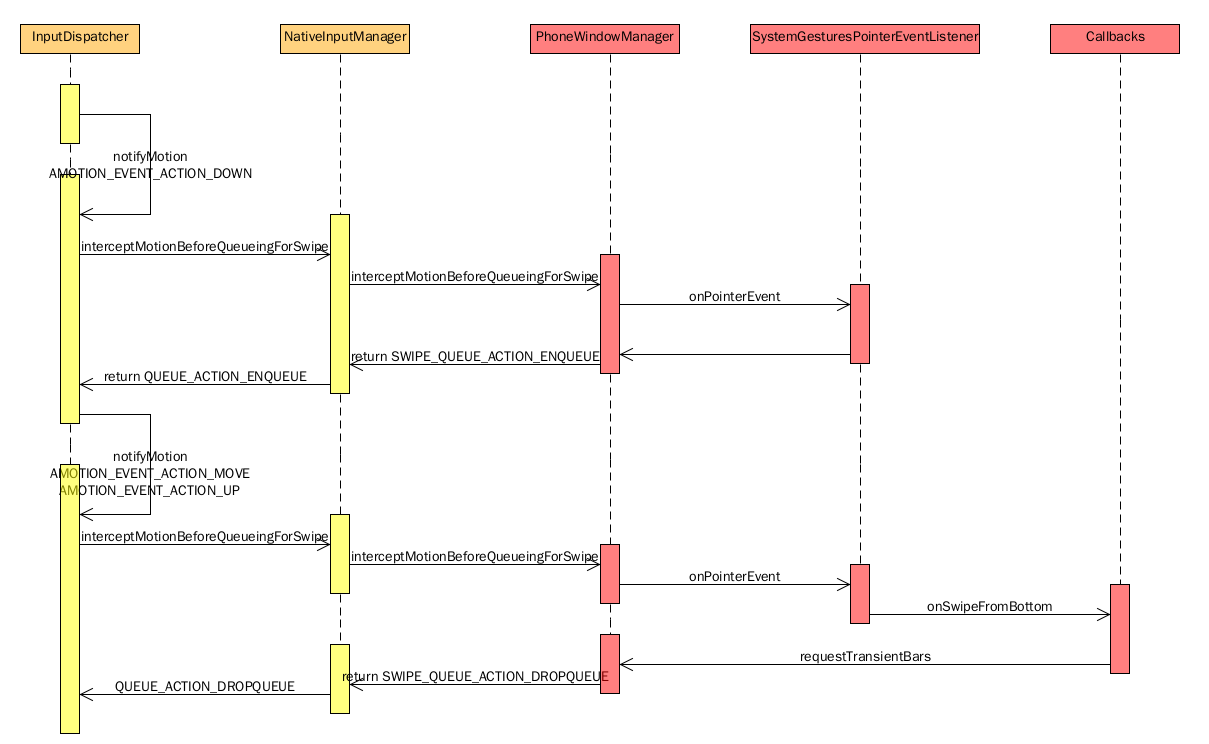 InputDispatcher
NativeInputManager
PhoneWindowManager
SystemGesturesPointerEventListener
Callbacks
notifyMotion
AMOTION_EVENT_ACTION_DOWN
interceptMotionBeforeQueueingForSwipe
interceptMotionBeforeQueueingForSwipe
onPointerEvent
return SWIPE_QUEUE_ACTION_ENQUEUE
return QUEUE_ACTION_ENQUEUE
notifyMotion
AMOTION_EVENT_ACTION_MOVE
AMOTION_EVENT_ACTION_UP
interceptMotionBeforeQueueingForSwipe
interceptMotionBeforeQueueingForSwipe
onPointerEvent
onSwipeFromBottom
requestTransientBars
return SWIPE_QUEUE_ACTION_DROPQUEUE
QUEUE_ACTION_DROPQUEUE